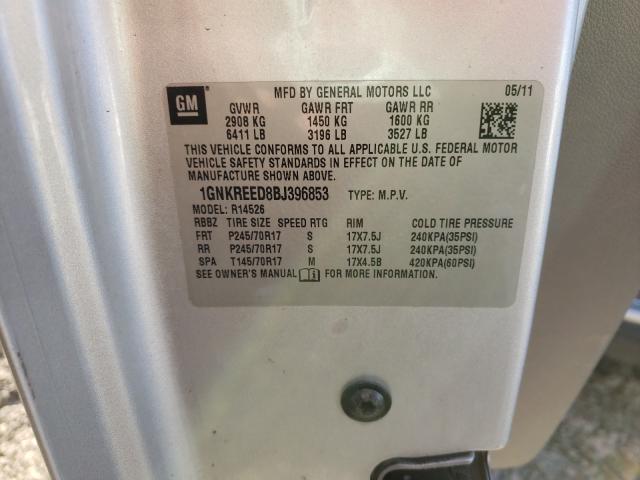 GM
MFD BY GENERAL MOTORS LLC 05/11
GVWR GAWR FRT GAWR RR
2908 KG 1450 KG 1600 KG
6411 LB 3196 LB 3527 LB
THIS VEHICLE CONFORMS TO ALL APPLICABLE U.S. FEDERAL MOTOR
VEHICLE SAFETY STANDARDS IN EFFECT ON THE DATE OF
MANUFACTURE SHOWN ABOVE.
1GNKREED8BJ396853 TYPE: M.P.V.
MODEL: R14526
RBBZ TIRE SIZE SPEED RTG RIM COLD TIRE PRESSURE
FRT P245/70R17 S 17X7.5J 240KPA(35PSI)
RR P245/70R17 S 17X7.5J 240KPA(35PSI)
SPA T145/70R17 M 17X4.5B 420KPA(60PSI)
SEE OWNER'S MANUAL FOR MORE INFORMATION.